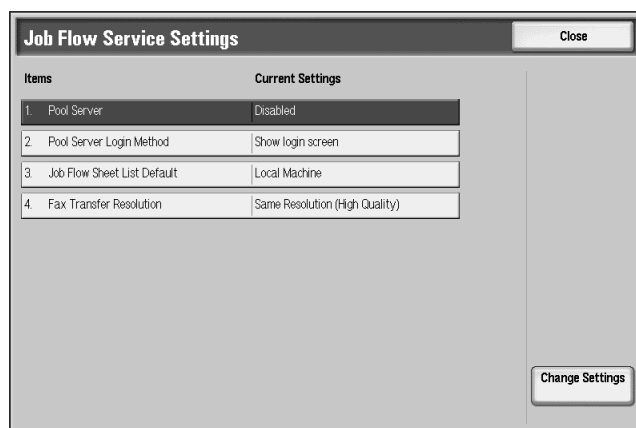 Job Flow Service Settings
Close
Items Current Settings
1. Pool Server Disabled
2. Pool Server Login Method Show login screen
3. Job Flow Sheet List Default Local Machine
4. Fax Transfer Resolution Same Resolution (High Quality)
Change Settings